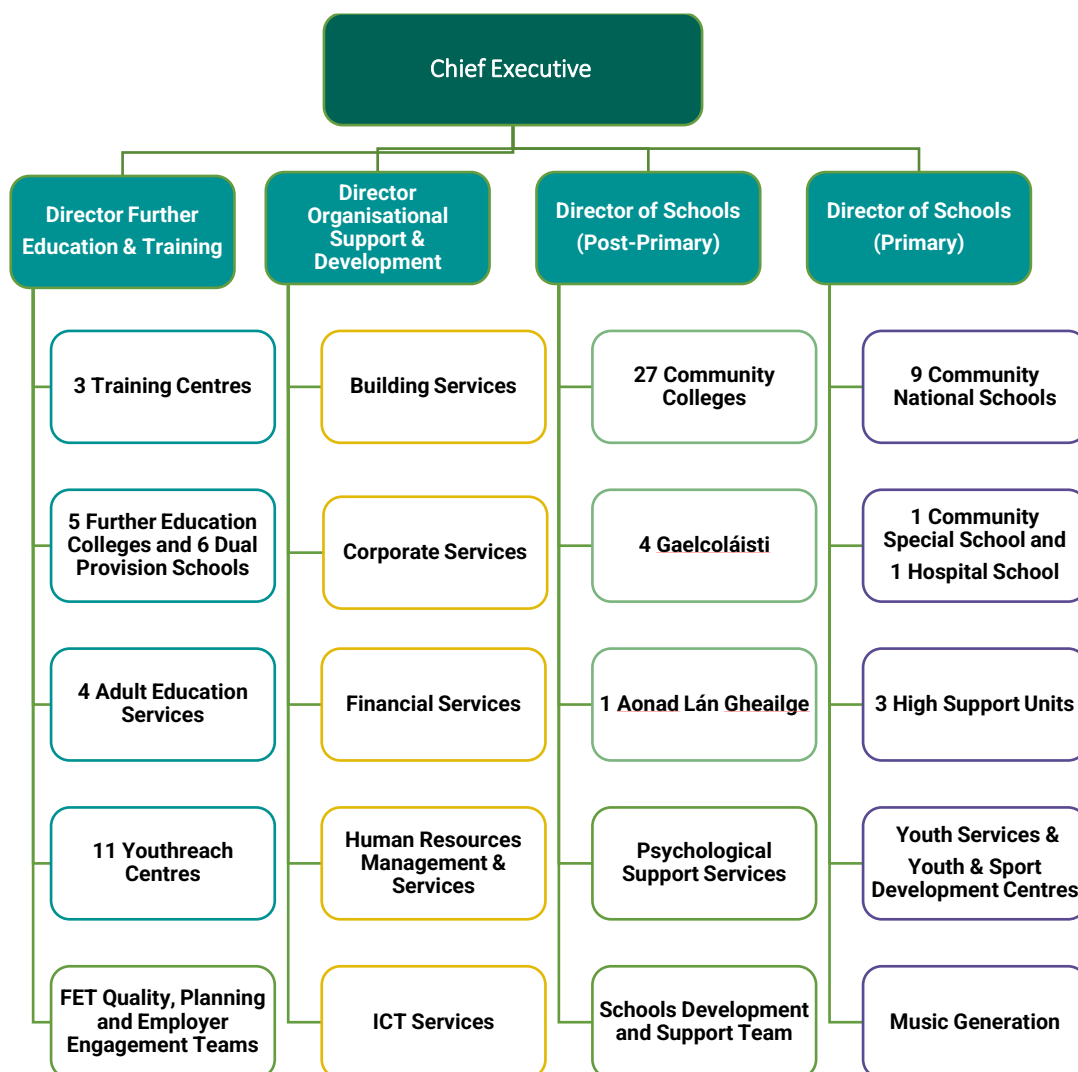 Chief Executive
Director Further
Education & Training
Director
Organisational
Support &
Development
Director of Schools
(Post-Primary)
Director of Schools
(Primary)
3 Training Centres
Building Services
27 Community
Colleges
9 Community
National Schools
5 Further Education
Colleges and 6 Dual
Provision Schools
Corporate Services
4 Gaelcoláisti
1 Community
Special School and
1 Hospital School
4 Adult Education
Services
Financial Services
1 Aonad Lán Gheailge
3 High Support Units
11 Youthreach
Centres
Human Resources
Management &
Services
Psychological
Support Services
Youth Services &
Youth & Sport
Development Centres
FET Quality, Planning
and Employer
Engagement Teams
ICT Services
Schools Development
and Support Team
Music Generation